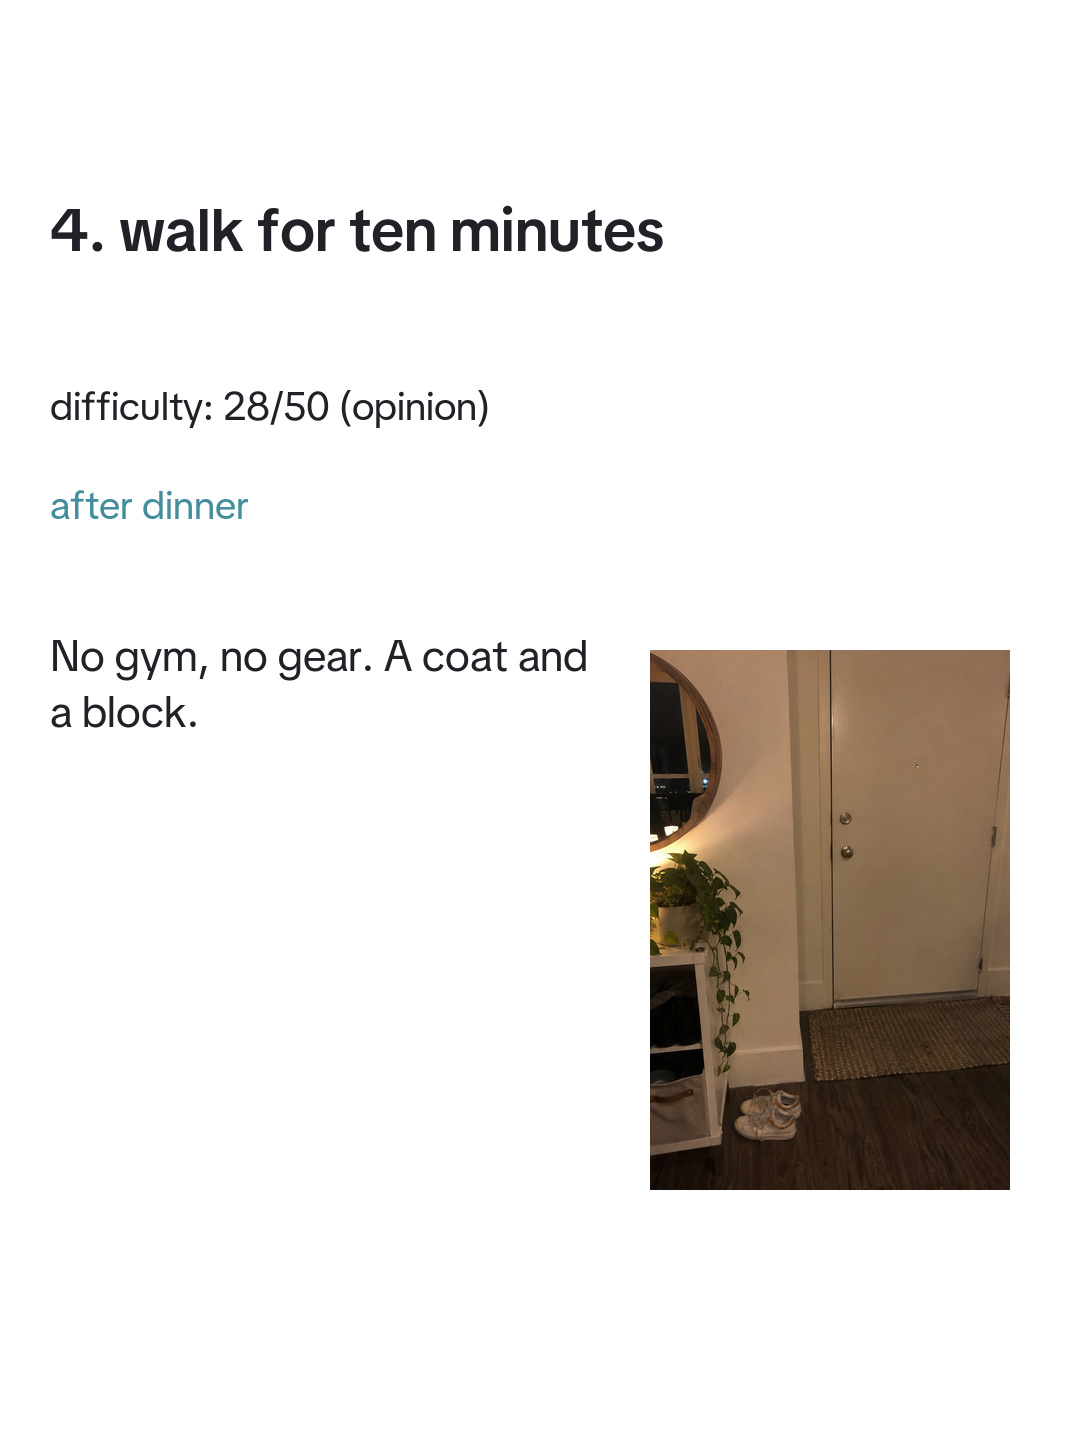 4. walk for ten minutes
difficulty: 28/50 (opinion)
after dinner
No gym, no gear. A coat and
a block.